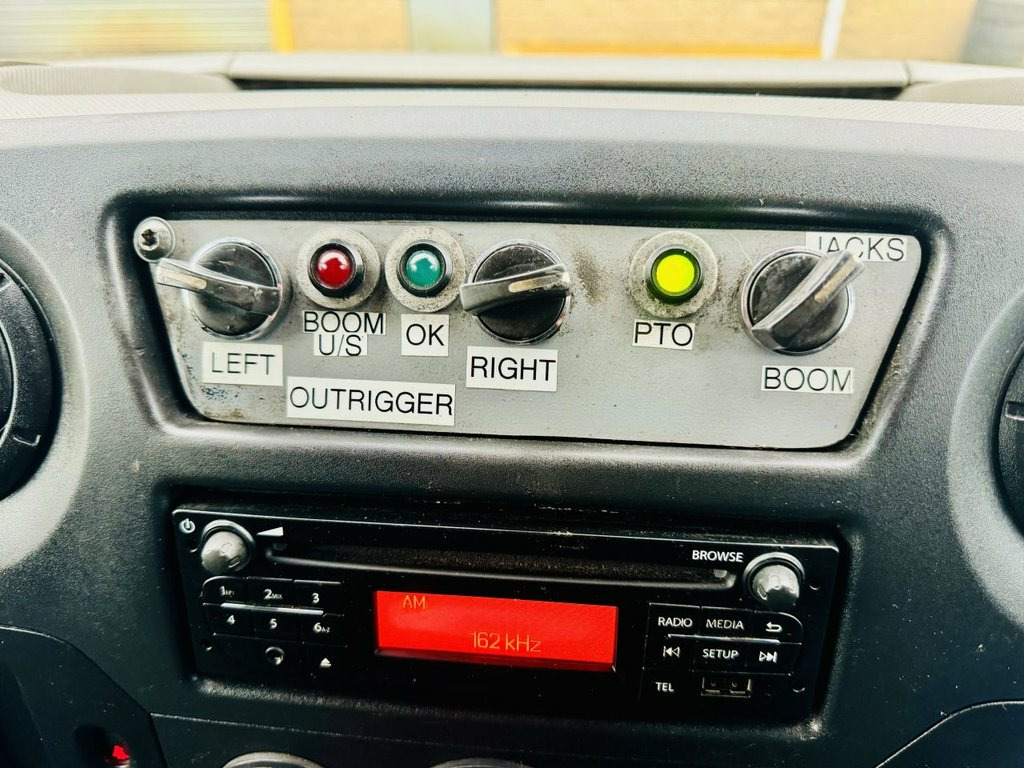 JACKS
BOOM
U/S
OK
PTO
LEFT
RIGHT
BOOM
OUTRIGGER
BROWSE
AM
162 kHz
1
2
3
4
5
6
RADIO
MEDIA
SETUP
TEL